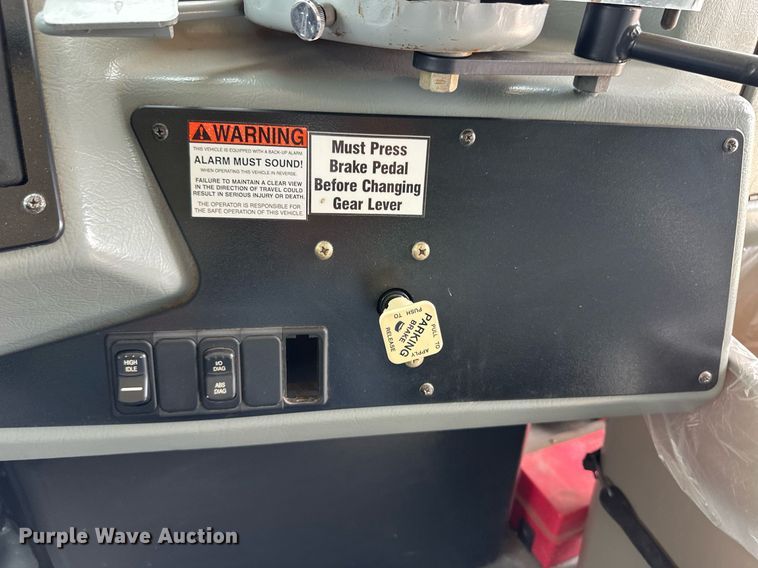 WARNING
THIS VEHICLE IS EQUIPPED WITH A BACK-UP ALARM
ALARM MUST SOUND!
WHEN OPERATING THIS VEHICLE IN REVERSE.
FAILURE TO MAINTAIN A CLEAR VIEW
IN THE DIRECTION OF TRAVEL COULD
RESULT IN SERIOUS INJURY OR DEATH.
THE OPERATOR IS RESPONSIBLE FOR
THE SAFE OPERATION OF THIS VEHICLE.
Must Press
Brake Pedal
Before Changing
Gear Lever
PUSH TO
RELEASE
PARKING
BRAKE
PULL TO
APPLY
HIGH
IDLE
I/O
DIAG
ABS
DIAG
Purple Wave Auction